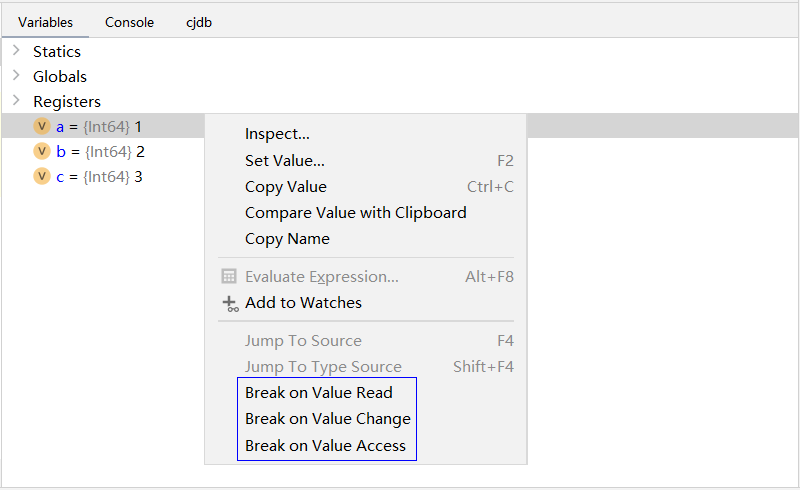 Variables Console cjdb
Statics
Globals
Registers
V a = {Int64} 1
V b = {Int64} 2
V c = {Int64} 3
Inspect...
Set Value... F2
Copy Value Ctrl+C
Compare Value with Clipboard
Copy Name
Evaluate Expression... Alt+F8
Add to Watches
Jump To Source F4
Jump To Type Source Shift+F4
Break on Value Read
Break on Value Change
Break on Value Access